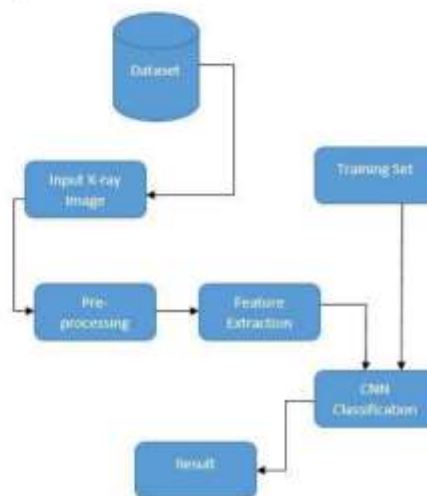 Dataset
Input X-ray
Image
Training Set
Pre-
processing
Feature
Extraction
CNN
Classification
Result